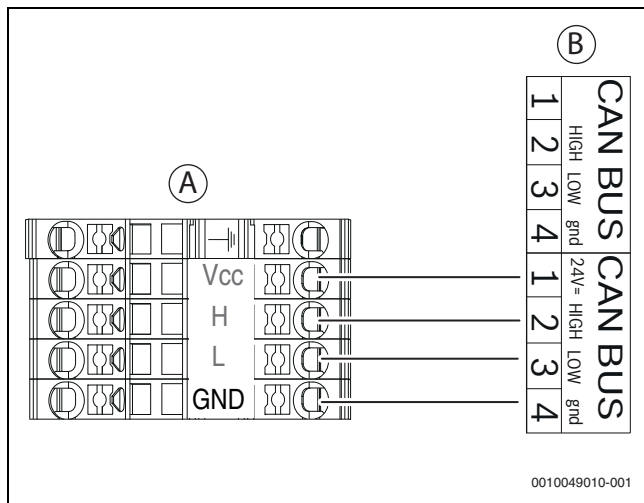 B
A
CAN BUS
1
2 HIGH
3 LOW
4 gnd
CAN BUS
1 24V=
2 HIGH
3 LOW
4 gnd
Vcc
H
L
GND
0010049010-001